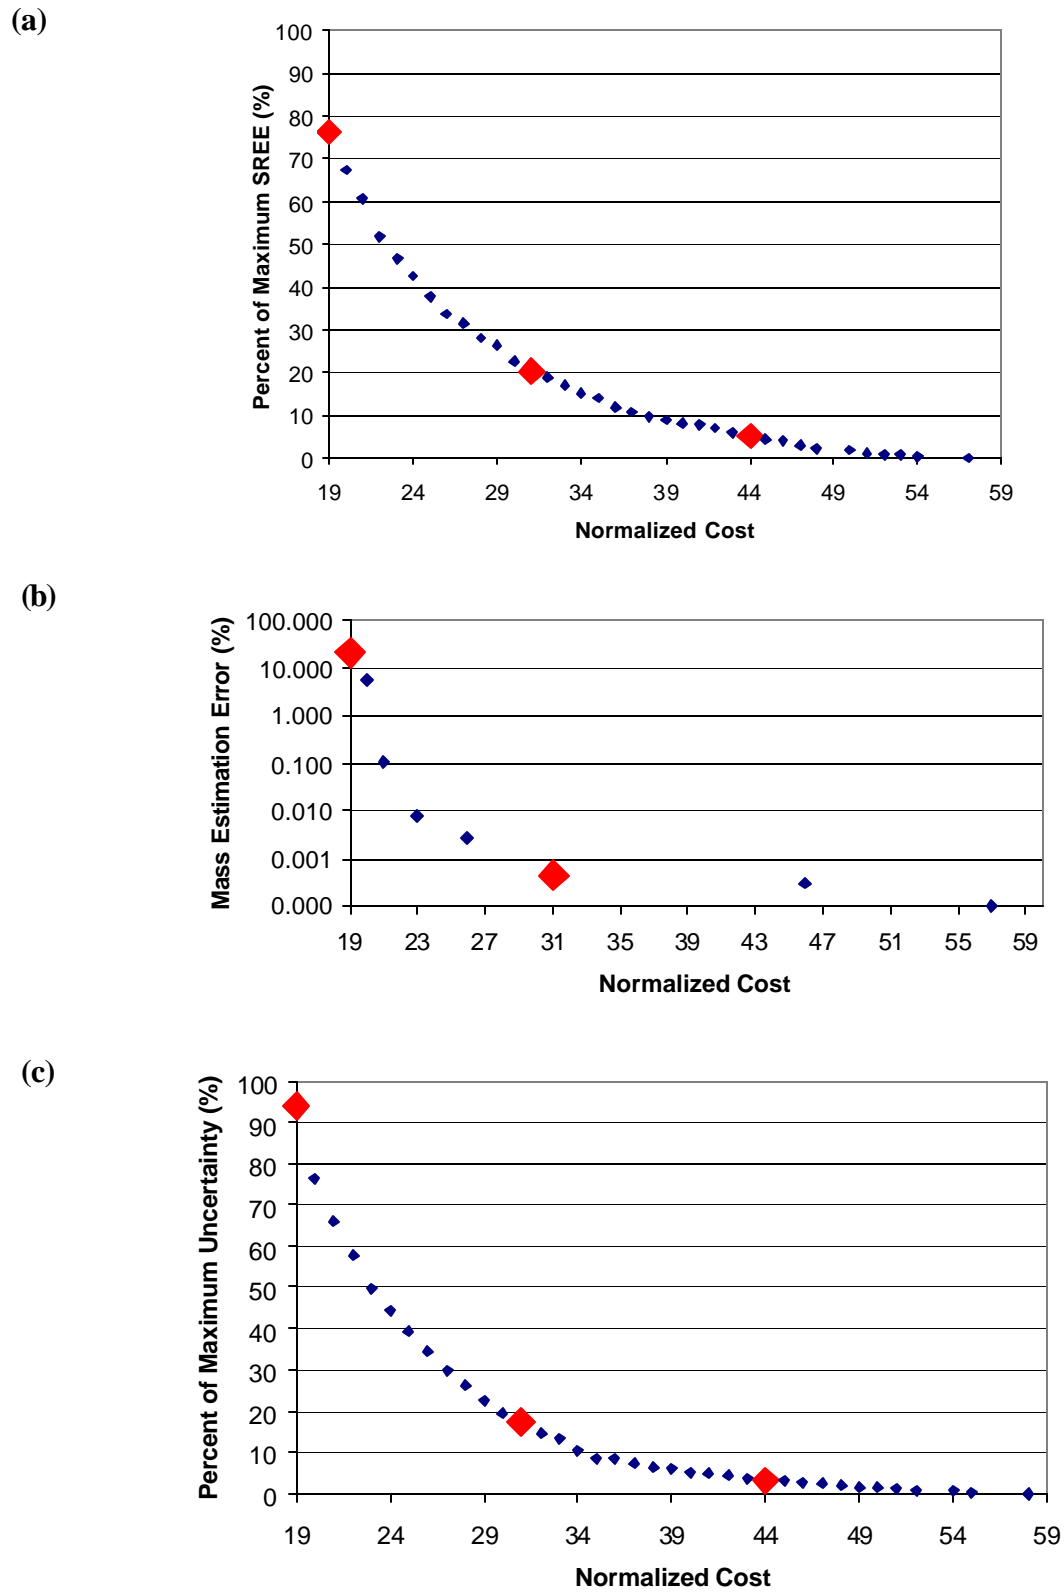 (a)
Percent of Maximum SREE (%)
100
90
80
70
60
50
40
30
20
10
0
19 24 29 34 39 44 49 54 59
Normalized Cost
(b)
Mass Estimation Error (%)
100.000
10.000
1.000
0.100
0.010
0.001
0.000
19 23 27 31 35 39 43 47 51 55 59
Normalized Cost
(c)
Percent of Maximum Uncertainty (%)
100
90
80
70
60
50
40
30
20
10
0
19 24 29 34 39 44 49 54 59
Normalized Cost